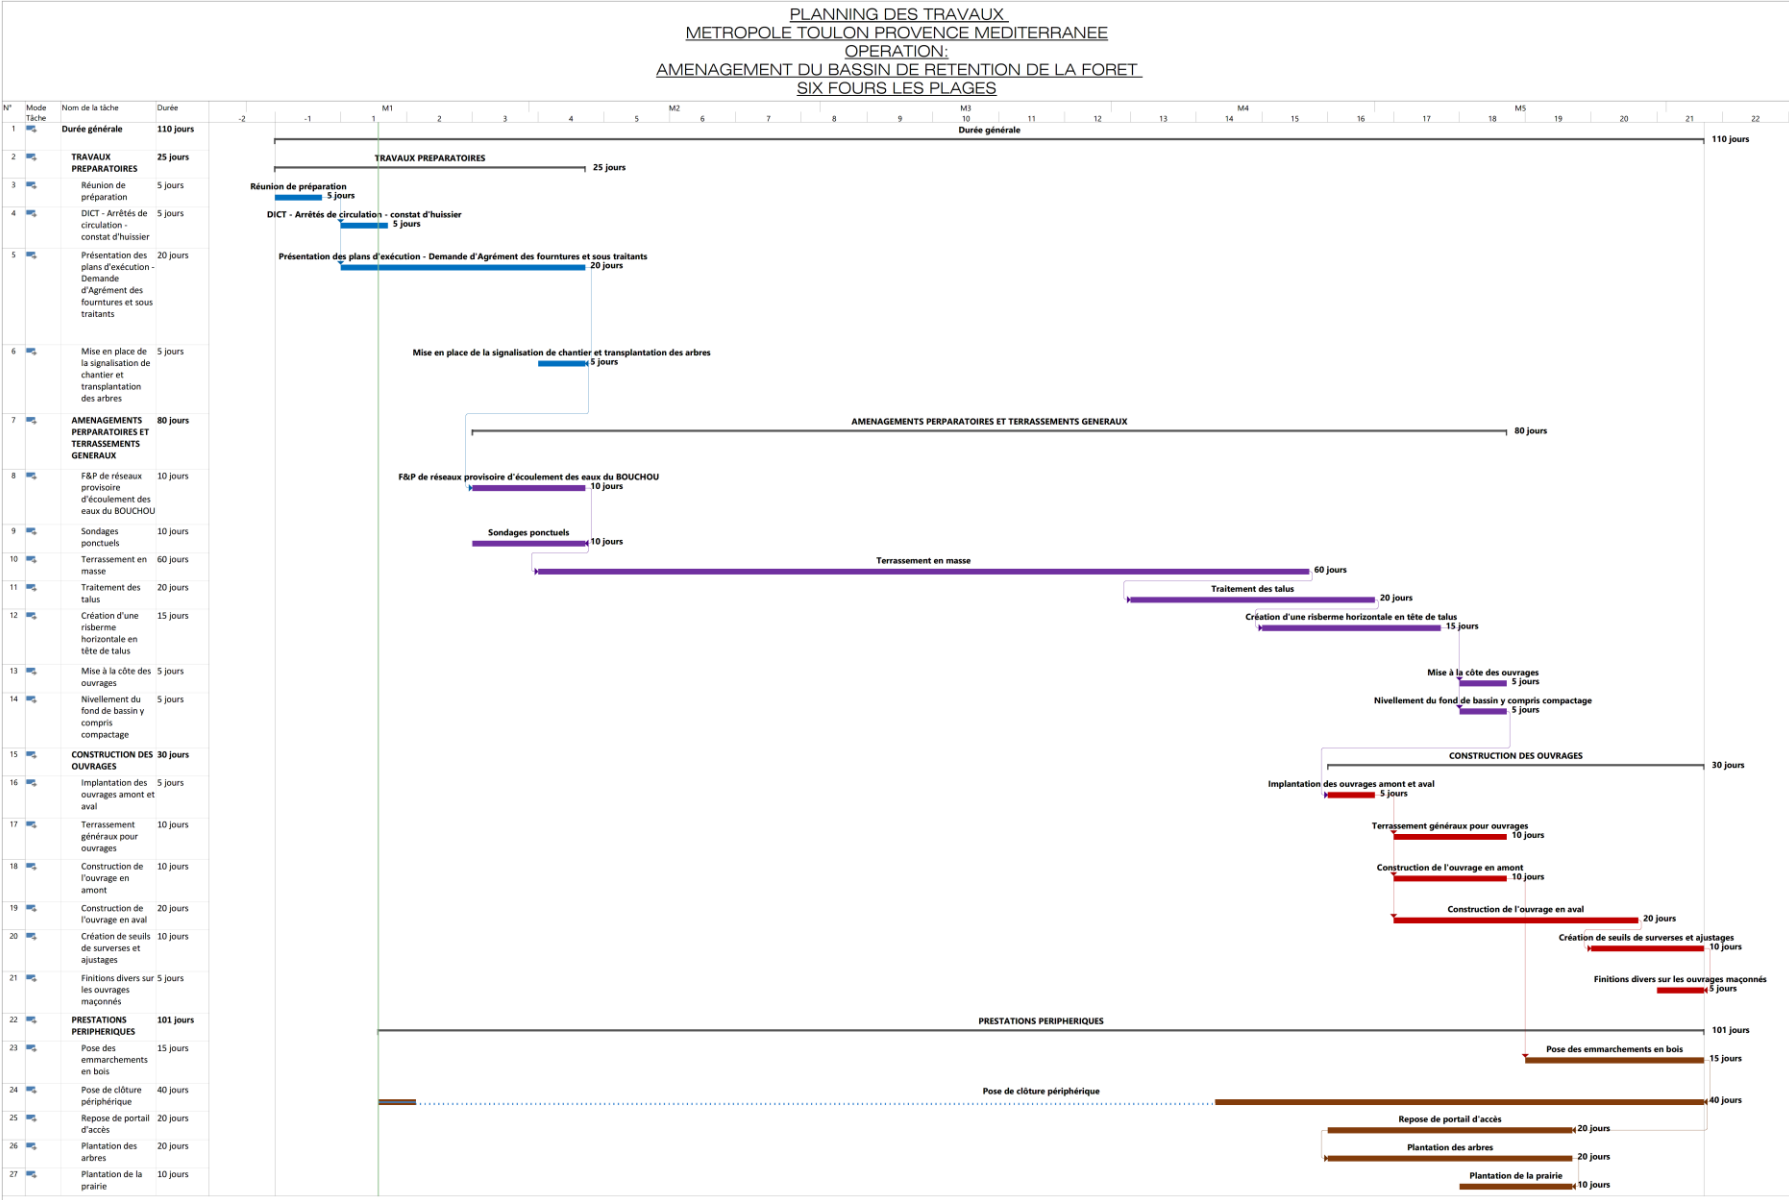 PLANNING DES TRAVAUX
METROPOLE TOULON PROVENCE MEDITERRANEE
OPERATION:
AMENAGEMENT DU BASSIN DE RETENTION DE LA FORET
SIX FOURS LES PLAGES
N° Mode Tâche Nom de la tâche Durée M1 M2 M3 M4 M5
-2 -1 1 2 3 4 5 6 7 8 9 10 11 12 13 14 15 16 17 18 19 20 21 22
1 Durée générale 110 jours
Durée générale
110 jours
2 TRAVAUX 25 jours
PREPARATOIRES
TRAVAUX PREPARATOIRES
25 jours
3 Réunion de 5 jours
préparation
Réunion de préparation
5 jours
4 DICT - Arrêtés de 5 jours
circulation -
constat d'huissier
DICT - Arrêtés de circulation - constat d'huissier
5 jours
5 Présentation des 20 jours
plans d'exécution -
Demande
d'Agrément des
fourntures et sous
traitants
Présentation des plans d'exécution - Demande d'Agrément des fourntures et sous traitants
20 jours
6 Mise en place de 5 jours
la signalisation de
chantier et
transplantation
des arbres
Mise en place de la signalisation de chantier et transplantation des arbres
5 jours
7 AMENAGEMENTS 80 jours
PERPARATOIRES ET
TERRASSEMENTS
GENERAUX
AMENAGEMENTS PERPARATOIRES ET TERRASSEMENTS GENERAUX
80 jours
8 F&P de réseaux 10 jours
provisoire
d'écoulement des
eaux du BOUCHOU
F&P de réseaux provisoire d'écoulement des eaux du BOUCHOU
10 jours
9 Sondages 10 jours
ponctuels
Sondages ponctuels
10 jours
10 Terrassement en 60 jours
masse
Terrassement en masse
60 jours
11 Traitement des 20 jours
talus
Traitement des talus
20 jours
12 Création d'une 15 jours
risberme
horizontale en
tête de talus
Création d'une risberme horizontale en tête de talus
15 jours
13 Mise à la côte des 5 jours
ouvrages
Mise à la côte des ouvrages
5 jours
14 Nivellement du 5 jours
fond de bassin y
compris
compactage
Nivellement du fond de bassin y compris compactage
5 jours
15 CONSTRUCTION DES 30 jours
OUVRAGES
CONSTRUCTION DES OUVRAGES
30 jours
16 Implantation des 5 jours
ouvrages amont et
aval
Implantation des ouvrages amont et aval
5 jours
17 Terrassement 10 jours
généraux pour
ouvrages
Terrassement généraux pour ouvrages
10 jours
18 Construction de 10 jours
l'ouvrage en
amont
Construction de l'ouvrage en amont
10 jours
19 Construction de 20 jours
l'ouvrage en aval
Construction de l'ouvrage en aval
20 jours
20 Création de seuils 10 jours
de surverses et
ajustages
Création de seuils de surverses et ajustages
10 jours
21 Finitions divers sur 5 jours
les ouvrages
maçonnés
Finitions divers sur les ouvrages maçonnés
5 jours
22 PRESTATIONS 101 jours
PERIPHERIQUES
PRESTATIONS PERIPHERIQUES
101 jours
23 Pose des 15 jours
emmarchements
en bois
Pose des emmarchements en bois
15 jours
24 Pose de clôture 40 jours
périphérique
Pose de clôture périphérique
40 jours
25 Repose de portail 20 jours
d'accès
Repose de portail d'accès
20 jours
26 Plantation des 20 jours
arbres
Plantation des arbres
20 jours
27 Plantation de la 10 jours
prairie
Plantation de la prairie
10 jours